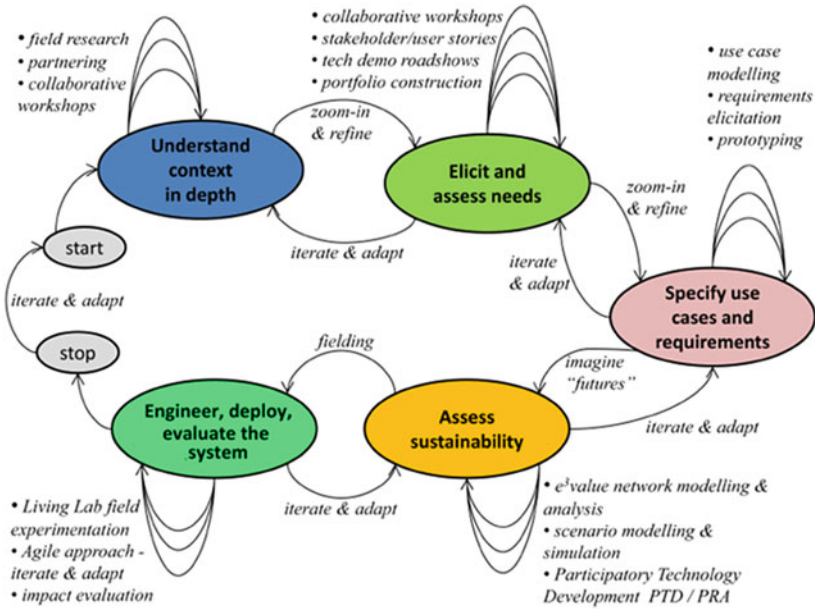 • field research
• partnering
• collaborative
workshops
• collaborative workshops
• stakeholder/user stories
• tech demo roadshows
• portfolio construction
• use case
modelling
• requirements
elicitation
• prototyping
Understand
context
in depth
zoom-in
& refine
Elicit and
assess needs
zoom-in
& refine
start
iterate & adapt
iterate
& adapt
iterate & adapt
Specify use
cases and
requirements
stop
fielding
imagine
"futures"
Engineer, deploy,
evaluate the
system
Assess
sustainability
iterate & adapt
iterate & adapt
• Living Lab field
experimentation
• Agile approach -
iterate & adapt
• impact evaluation
• e³value network modelling &
analysis
• scenario modelling &
simulation
• Participatory Technology
Development PTD / PRA